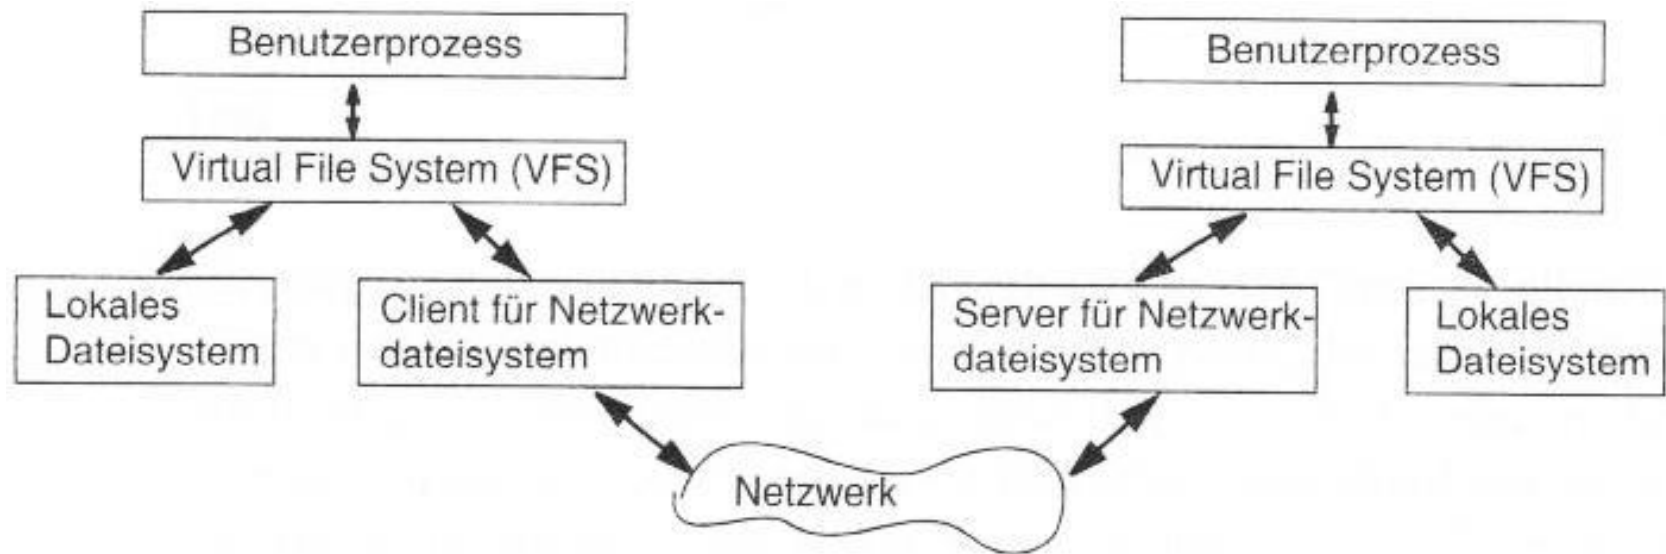 Benutzerprozess
Benutzerprozess
Virtual File System (VFS)
Virtual File System (VFS)
Lokales
Dateisystem
Client für Netzwerk-
dateisystem
Server für Netzwerk-
dateisystem
Lokales
Dateisystem
Netzwerk